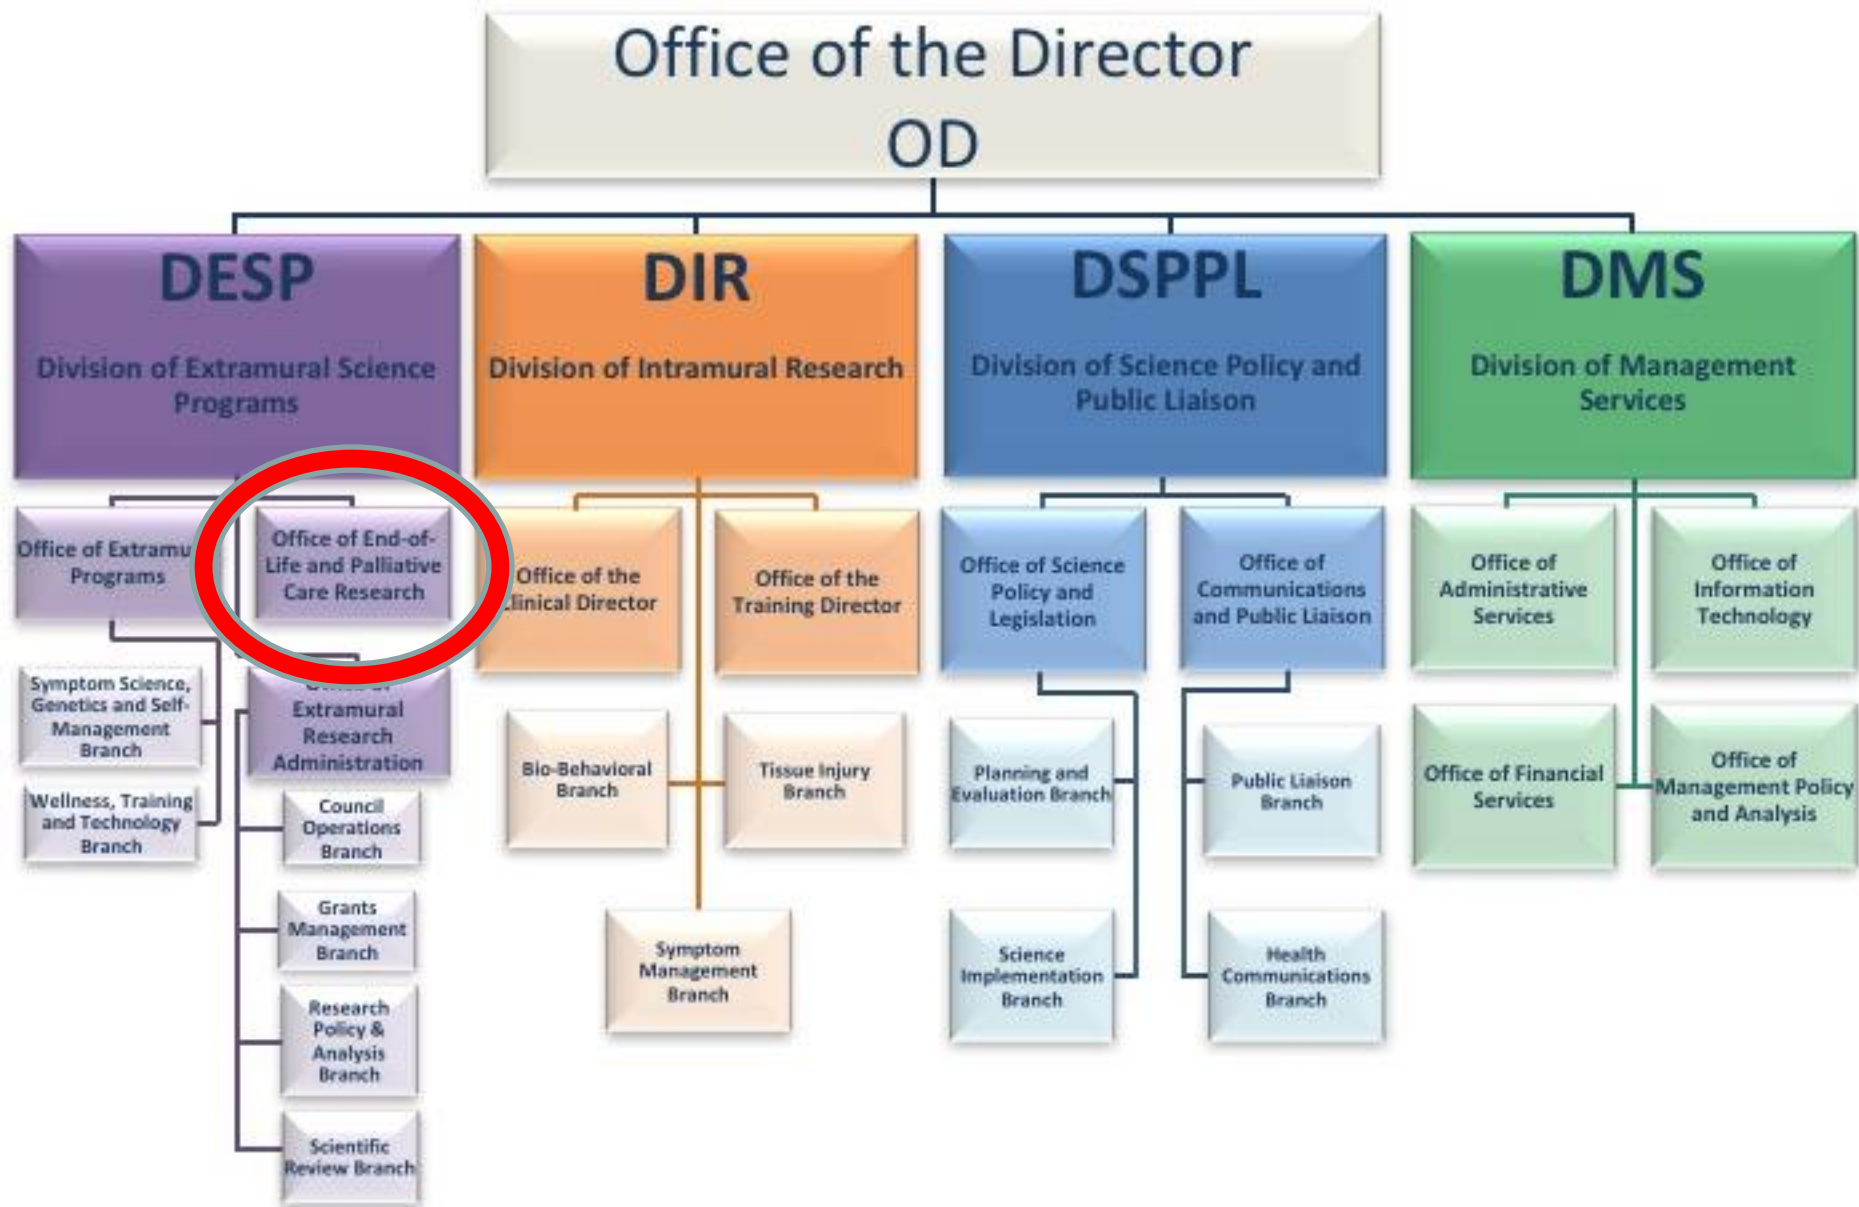 Office of the Director
OD
DESP
Division of Extramural Science
Programs
DIR
Division of Intramural Research
DSPPL
Division of Science Policy and
Public Liaison
DMS
Division of Management
Services
Office of
Programs
Office of End-of-
Life and Palliative
Care Research
Symptom Science,
Genetics and Self-
Management
Branch
Wellness, Training
and Technology
Branch
Extramural
Research
Administration
Council
Operations
Branch
Grants
Management
Branch
Research
Policy &
Analysis
Branch
Scientific
Review Branch
Office of the
Clinical Director
Office of the
Training Director
Bio-Behavioral
Branch
Tissue Injury
Branch
Symptom
Management
Branch
Office of Science
Policy and
Legislation
Office of
Communications
and Public Liaison
Planning and
Evaluation Branch
Public Liaison
Branch
Science
Implementation
Branch
Health
Communications
Branch
Office of
Administrative
Services
Office of
Information
Technology
Office of Financial
Services
Office of
Management Policy
and Analysis